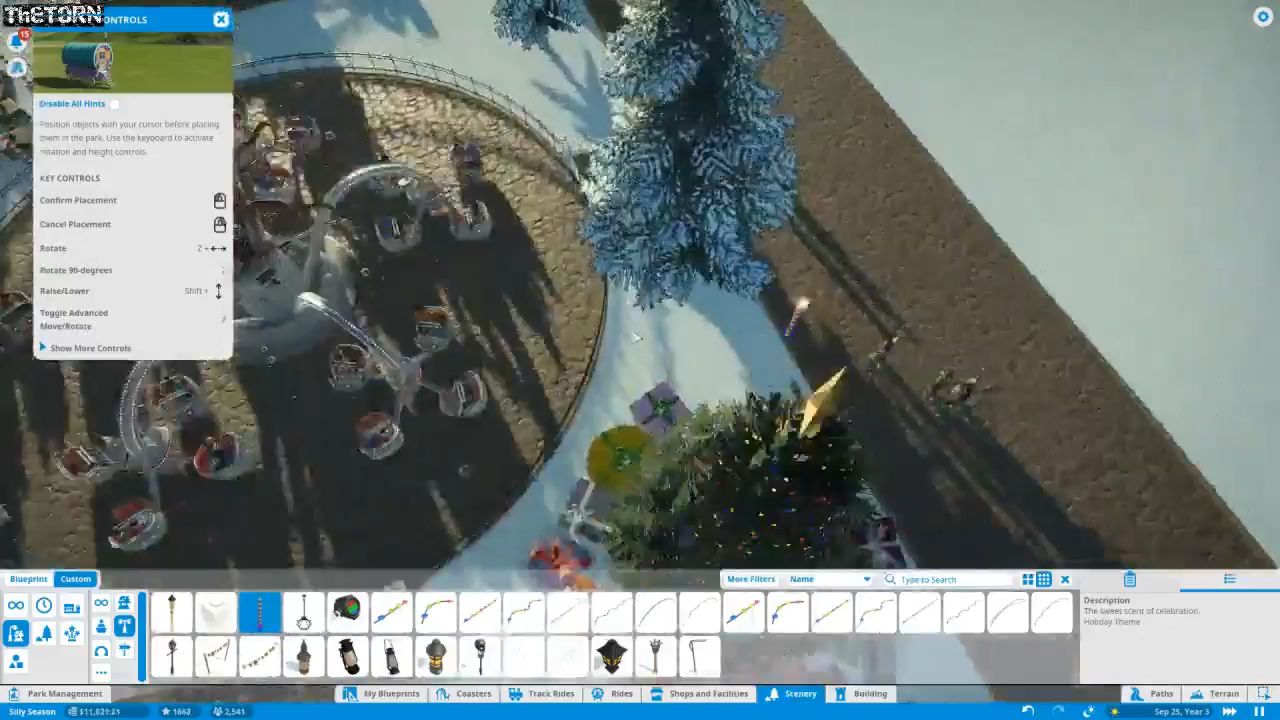 THETORN
CONTROLS
15
Disable All Hints
Position objects with your cursor before placing
them in the park. Use the keyboard to activate
rotation and height controls.
KEY CONTROLS
Confirm Placement
Cancel Placement
Rotate Z +
Rotate 90-degrees
Raise/Lower Shift +
Toggle Advanced
Move/Rotate
Show More Controls
Blueprint Custom
More Filters Name Type to Search
Description
The sweet scent of celebration.
Holiday Theme
Park Management My Blueprints Coasters Track Rides Rides Shops and Facilities Scenery Building Paths Terrain
Silly Season 1662 2,541 Sep 25, Year 3